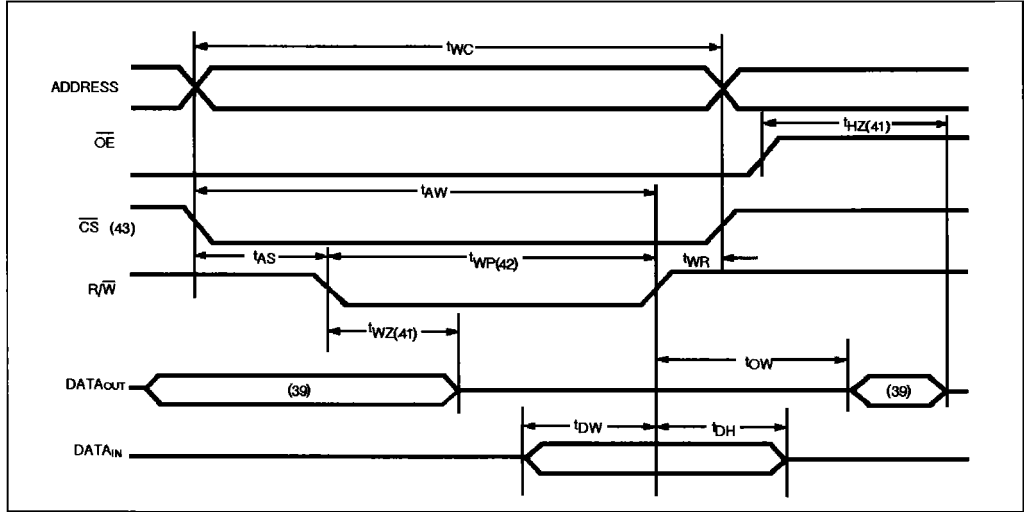 tWC
ADDRESS
tHZ(41)
OE
tAW
CS (43)
tAS
tWP(42)
tWR
R/W
tWZ(41)
tOW
DATAOUT
(39)
(39)
tDW
tDH
DATAIN